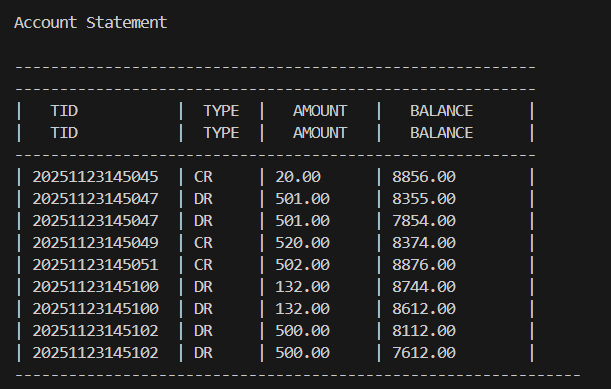 Account Statement
----------------------------------------------------------
----------------------------------------------------------
|   TID           |  TYPE  |   AMOUNT   |   BALANCE      |
|   TID           |  TYPE  |   AMOUNT   |   BALANCE      |
----------------------------------------------------------
| 20251123145045  | CR     | 20.00      | 8856.00        |
| 20251123145047  | DR     | 501.00     | 8355.00        |
| 20251123145047  | DR     | 501.00     | 7854.00        |
| 20251123145049  | CR     | 520.00     | 8374.00        |
| 20251123145051  | CR     | 502.00     | 8876.00        |
| 20251123145100  | DR     | 132.00     | 8744.00        |
| 20251123145100  | DR     | 132.00     | 8612.00        |
| 20251123145102  | DR     | 500.00     | 8112.00        |
| 20251123145102  | DR     | 500.00     | 7612.00        |
---------------------------------------------------------------